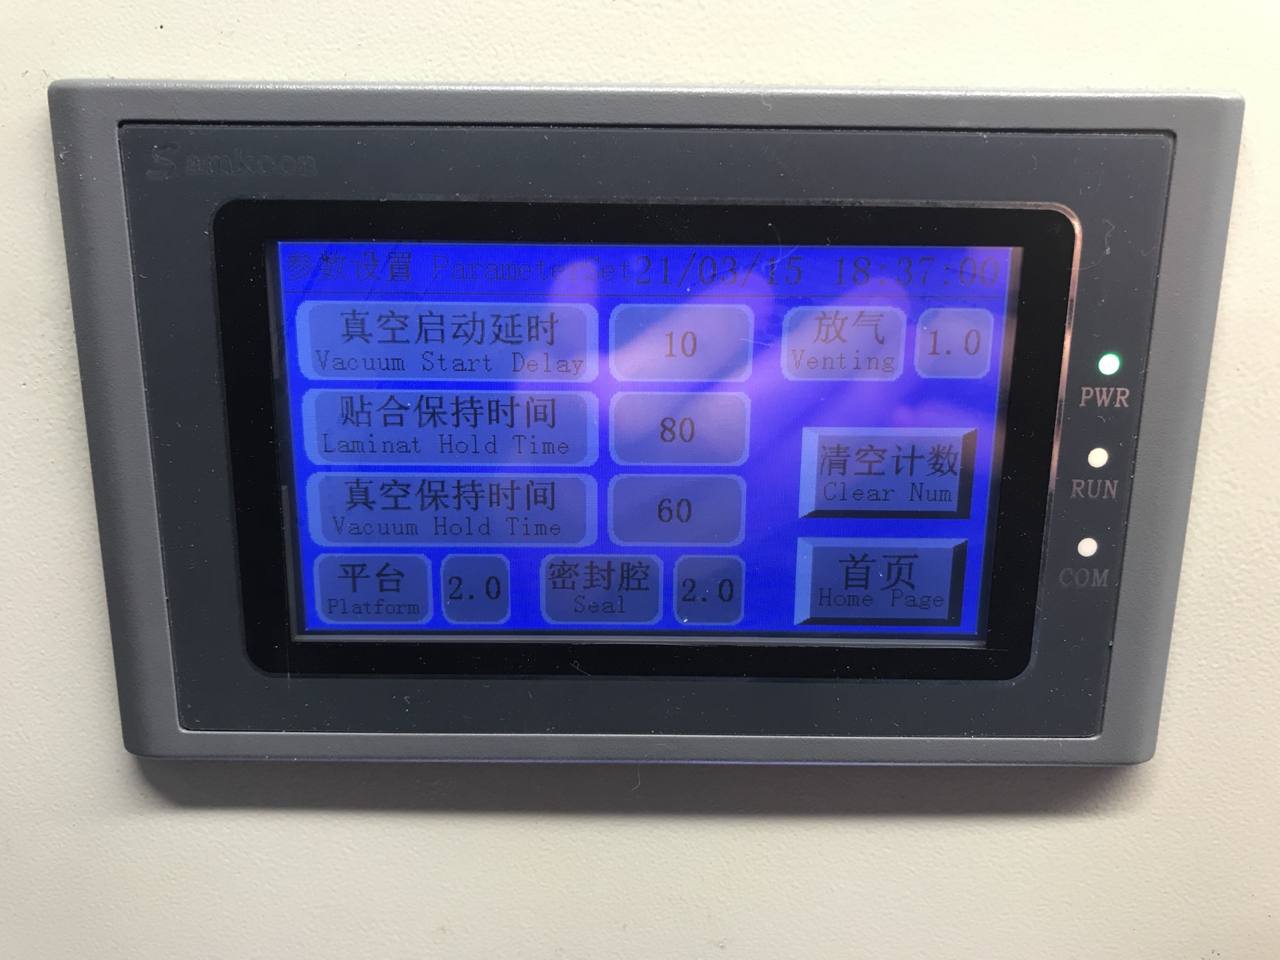 Samkoon
参数设置 ParameterSet 21/03/15 18:37:00
真空启动延时
Vacuum Start Delay
10
放气
Venting
1.0
贴合保持时间
Laminat Hold Time
80
清空计数
Clear Num
真空保持时间
Vacuum Hold Time
60
平台
Platform
2.0
密封腔
Seal
2.0
首页
Home Page
PWR
RUN
COM